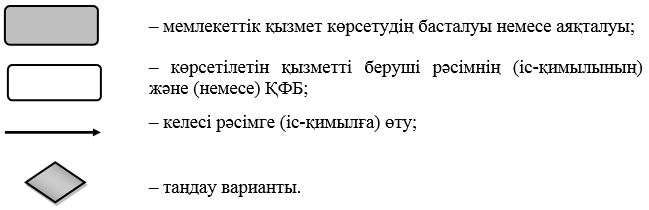 – мемлекеттік қызмет көрсетудің басталуы немесе аяқталуы;
– көрсетілетін қызметті беруші рәсімнің (іс-қимылының)
және (немесе) ҚФБ;
– келесі рәсімге (іс-қимылға) өту;
– таңдау варианты.